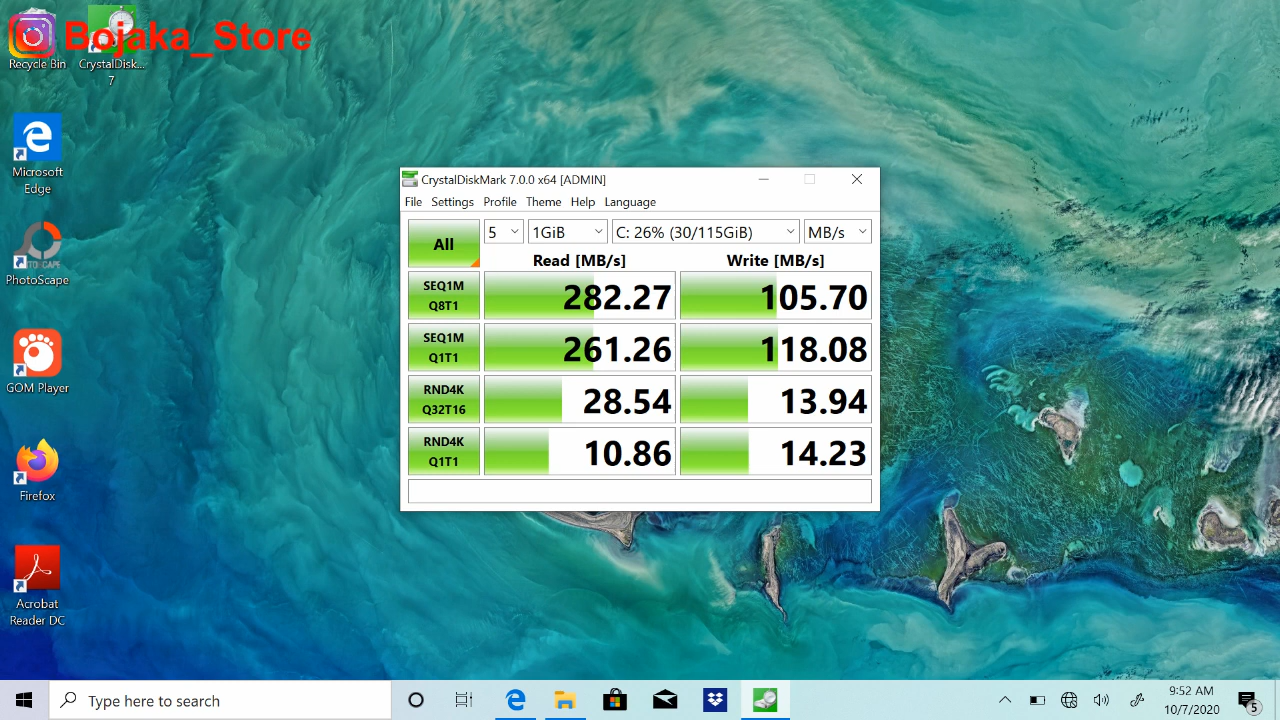 Bojaka_Store
Recycle Bin
CrystalDisk...
7
Microsoft
Edge
PhotoScape
GOM Player
Firefox
Acrobat
Reader DC
CrystalDiskMark 7.0.0 x64 [ADMIN]
File Settings Profile Theme Help Language
All
5 1GiB C: 26% (30/115GiB) MB/s
Read [MB/s] Write [MB/s]
SEQ1M
Q8T1
282.27 105.70
SEQ1M
Q1T1
261.26 118.08
RND4K
Q32T16
28.54 13.94
RND4K
Q1T1
10.86 14.23
Type here to search
9:52 AM
10/7/2020
5